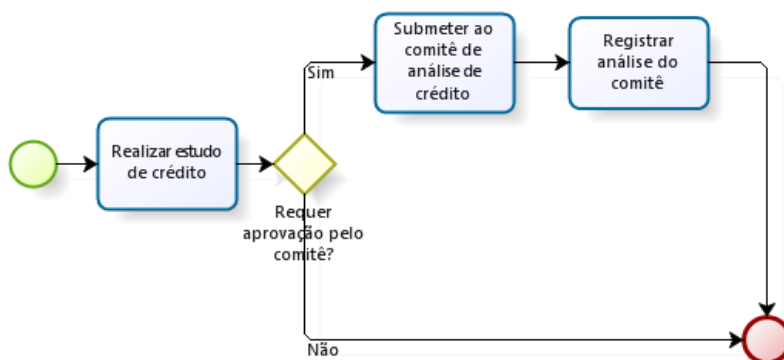 Submeter ao
comitê de
análise de
crédito
Registrar
análise do
comitê
Sim
Realizar estudo
de crédito
Requer
aprovação pelo
comitê?
Não